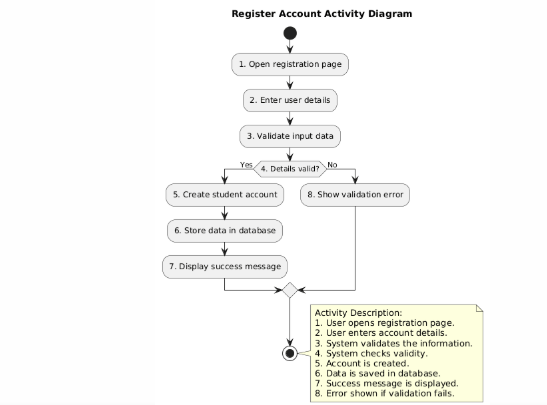 Register Account Activity Diagram
1. Open registration page
2. Enter user details
3. Validate input data
Yes
4. Details valid?
No
5. Create student account
8. Show validation error
6. Store data in database
7. Display success message
Activity Description:
1. User opens registration page.
2. User enters account details.
3. System validates the information.
4. System checks validity.
5. Account is created.
6. Data is saved in database.
7. Success message is displayed.
8. Error shown if validation fails.